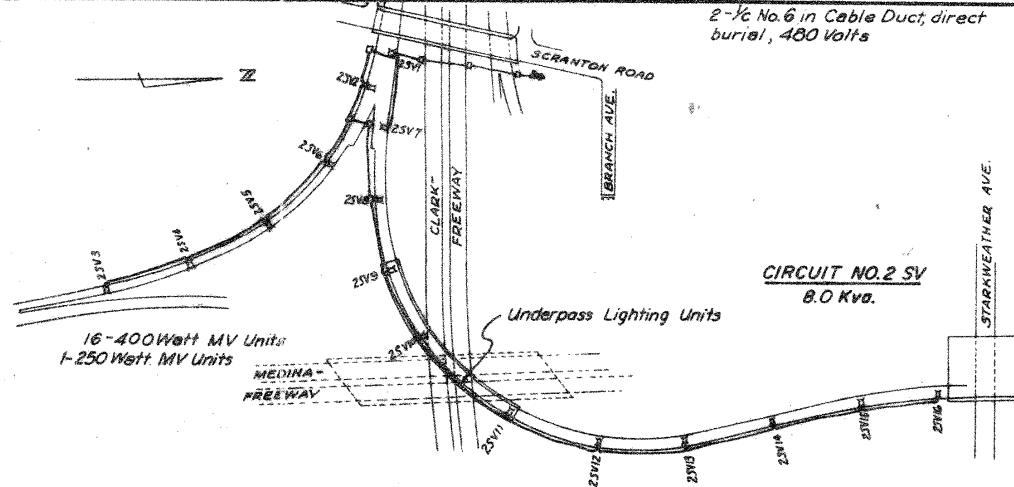 2-1/c No.6 in Cable Duct, direct
burial, 480 Volts
SCRANTON ROAD
BRANCH AVE.
STARKWEATHER AVE.
N
2SV1
2SV2
2SV7
2SV6
2SV5
2SV4
2SV3
2SV8
2SV9
CLARK-
FREEWAY
CIRCUIT NO.2 SV
8.0 Kva.
Underpass Lighting Units
16-400 Watt MV Units
1-250 Watt MV Units
MEDINA-
FREEWAY
2SV11
2SV12
2SV13
2SV14
2SV15
2SV16